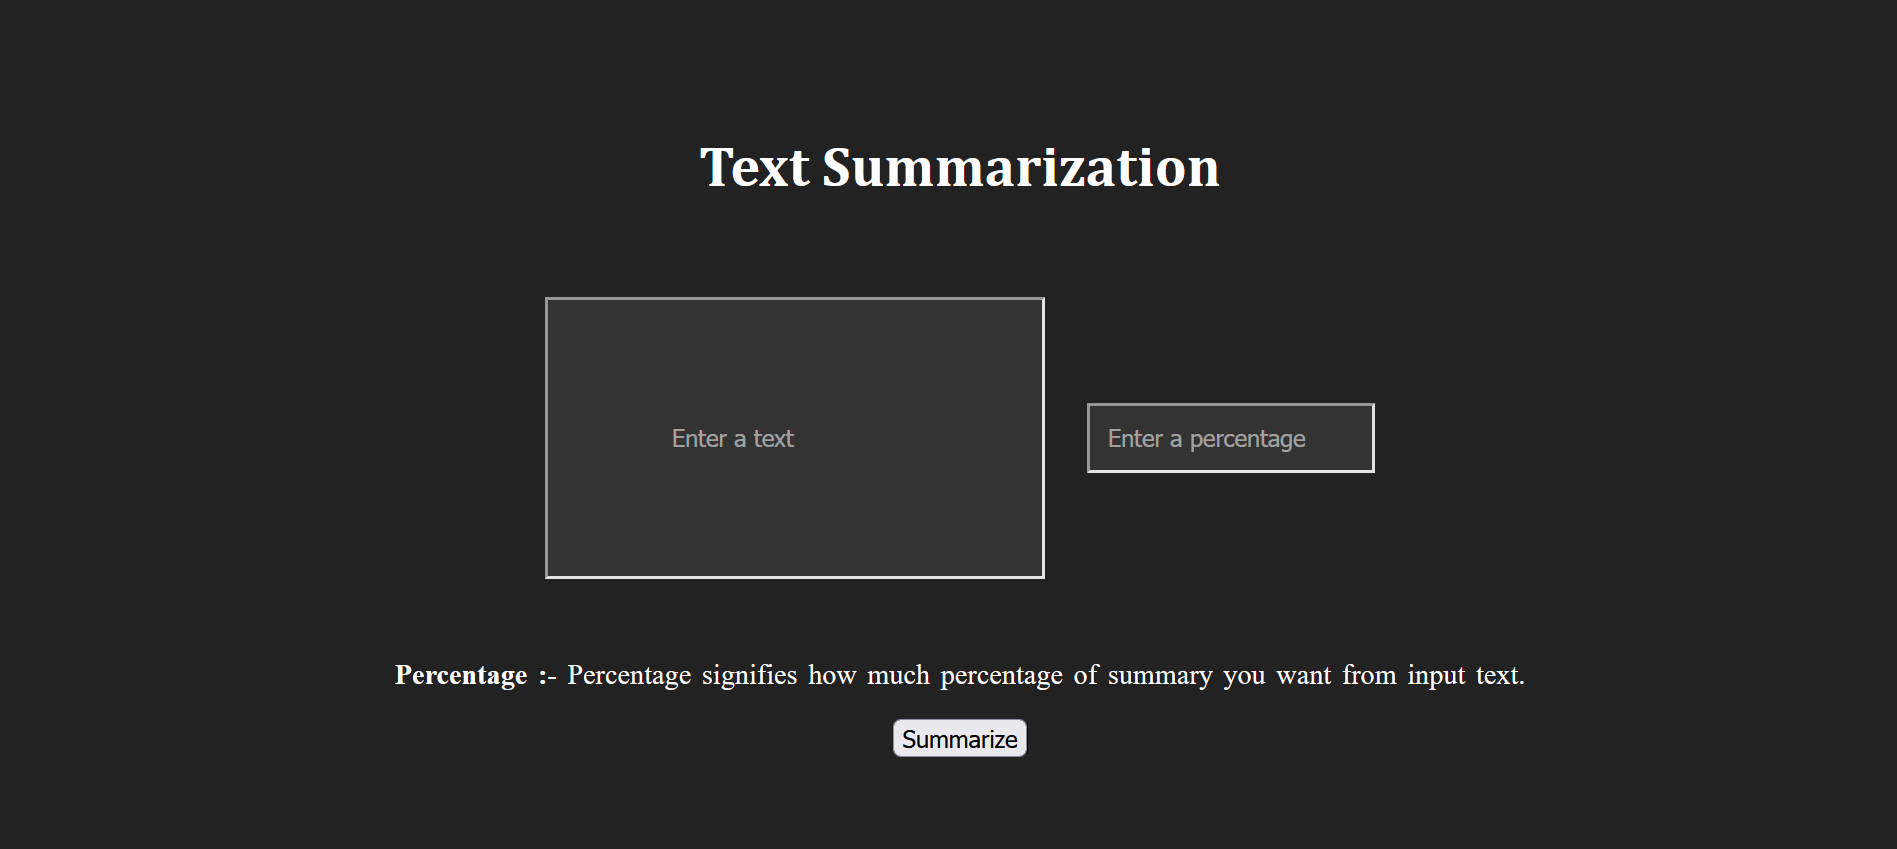 Text Summarization
Enter a text
Enter a percentage
Percentage :- Percentage signifies how much percentage of summary you want from input text.
Summarize